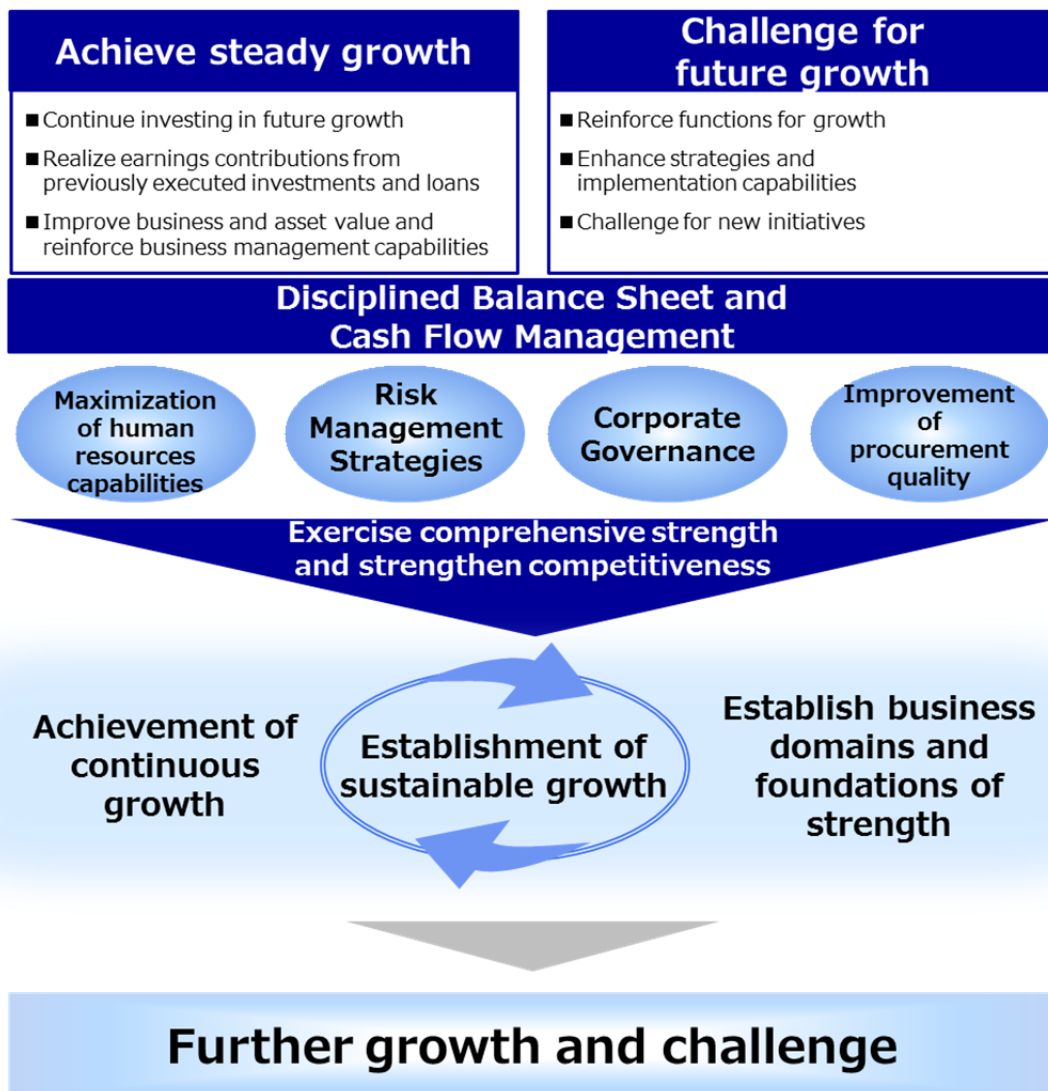 Achieve steady growth
■ Continue investing in future growth
■ Realize earnings contributions from
previously executed investments and loans
■ Improve business and asset value and
reinforce business management capabilities
Challenge for
future growth
■ Reinforce functions for growth
■ Enhance strategies and
implementation capabilities
■ Challenge for new initiatives
Disciplined Balance Sheet and
Cash Flow Management
Maximization
of human
resources
capabilities
Risk
Management
Strategies
Corporate
Governance
Improvement
of
procurement
quality
Exercise comprehensive strength
and strengthen competitiveness
Achievement of
continuous
growth
Establishment of
sustainable growth
Establish business
domains and
foundations of
strength
Further growth and challenge